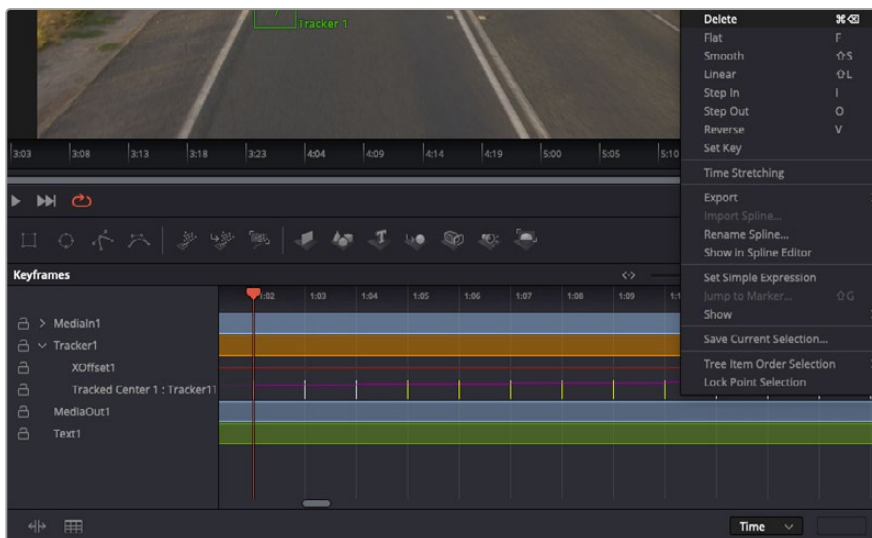 Tracker 1
Delete ⌘⌫
Flat F
Smooth ⇧S
Linear ⇧L
Step In I
Step Out O
Reverse V
Set Key
Time Stretching
Export
Import Spline...
Rename Spline...
Show in Spline Editor
Set Simple Expression
Jump to Marker... ⇧G
Show
Save Current Selection...
Tree Item Order Selection
Lock Point Selection
3:03 3:08 3:13 3:18 3:23 4:04 4:09 4:14 4:19 5:00 5:05 5:10
Keyframes
1:02 1:03 1:04 1:05 1:06 1:07 1:08 1:09
MediaIn1
Tracker1
XOffset1
Tracked Center 1 : Tracker11
MediaOut1
Text1
Time